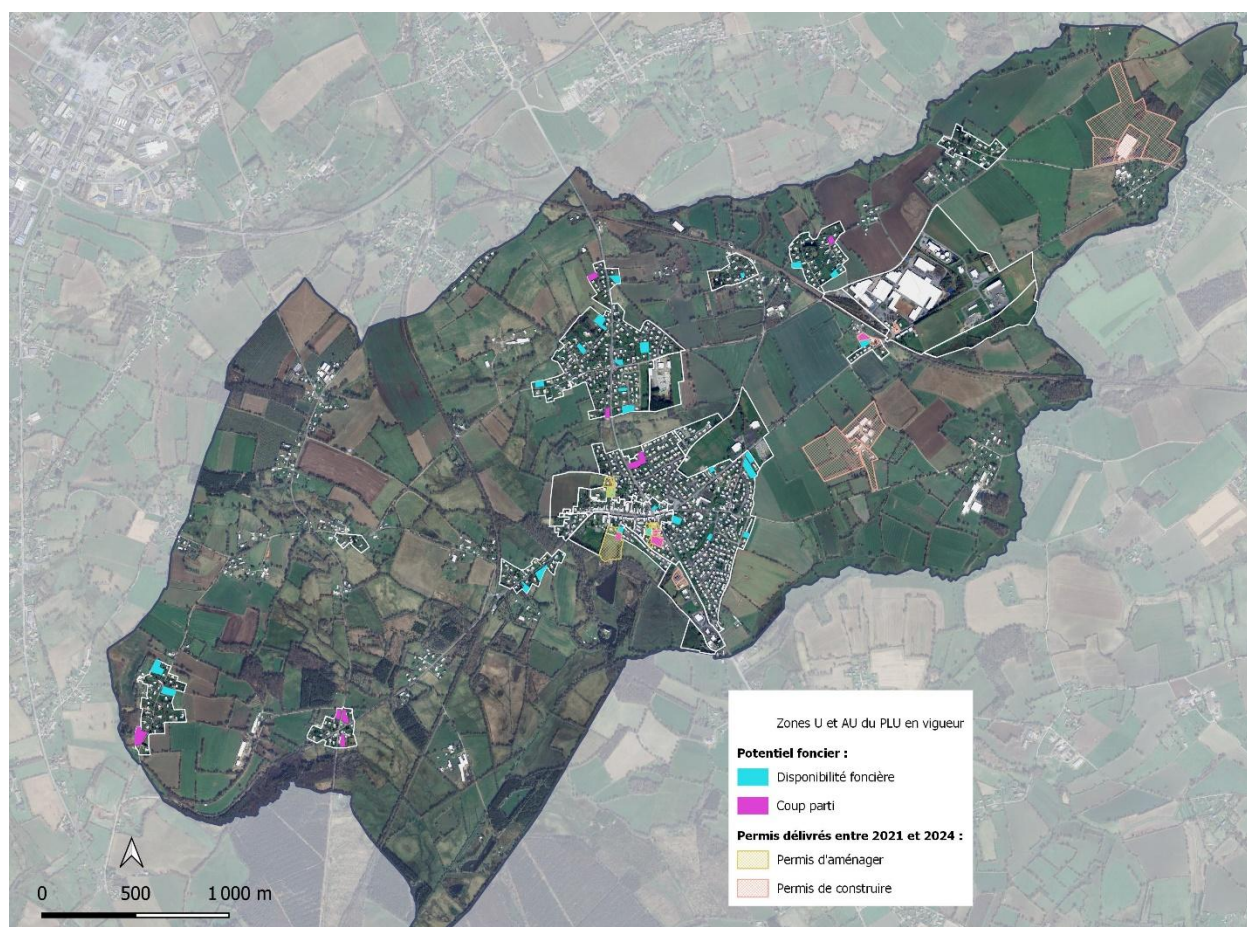 Zones U et AU du PLU en vigueur
Potentiel foncier :
Disponibilité foncière
Coup parti
Permis délivrés entre 2021 et 2024 :
Permis d'aménager
Permis de construire
0 500 1 000 m